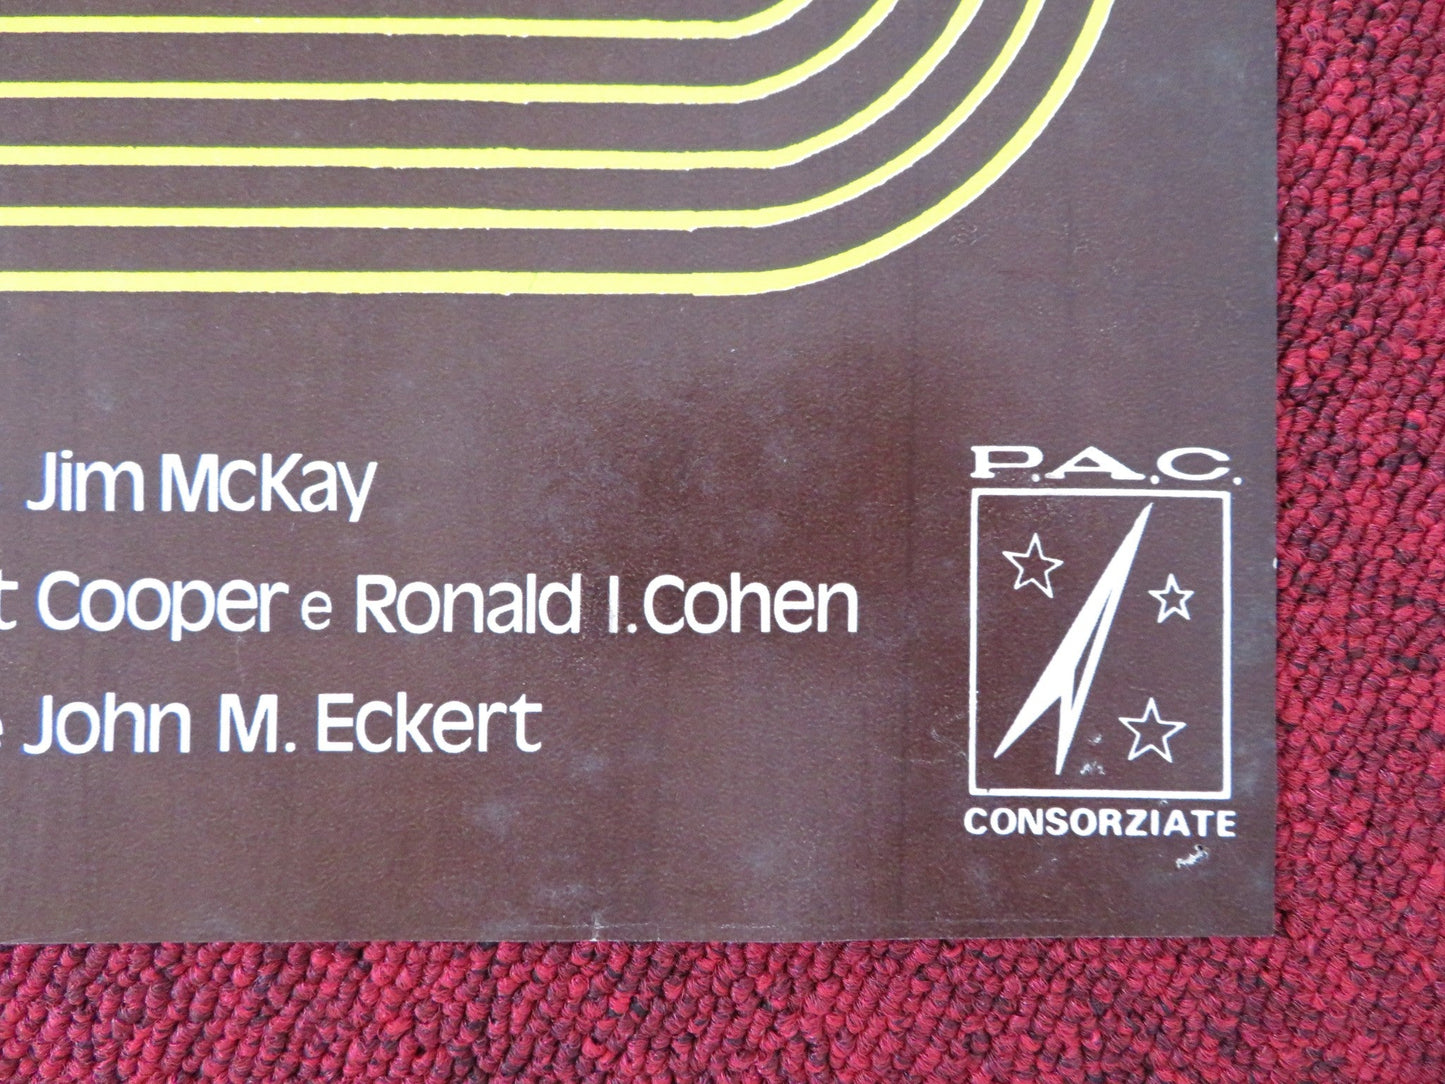 Jim McKay
t Cooper e Ronald I. Cohen
e John M. Eckert
P.A.C.
CONSORZIATE